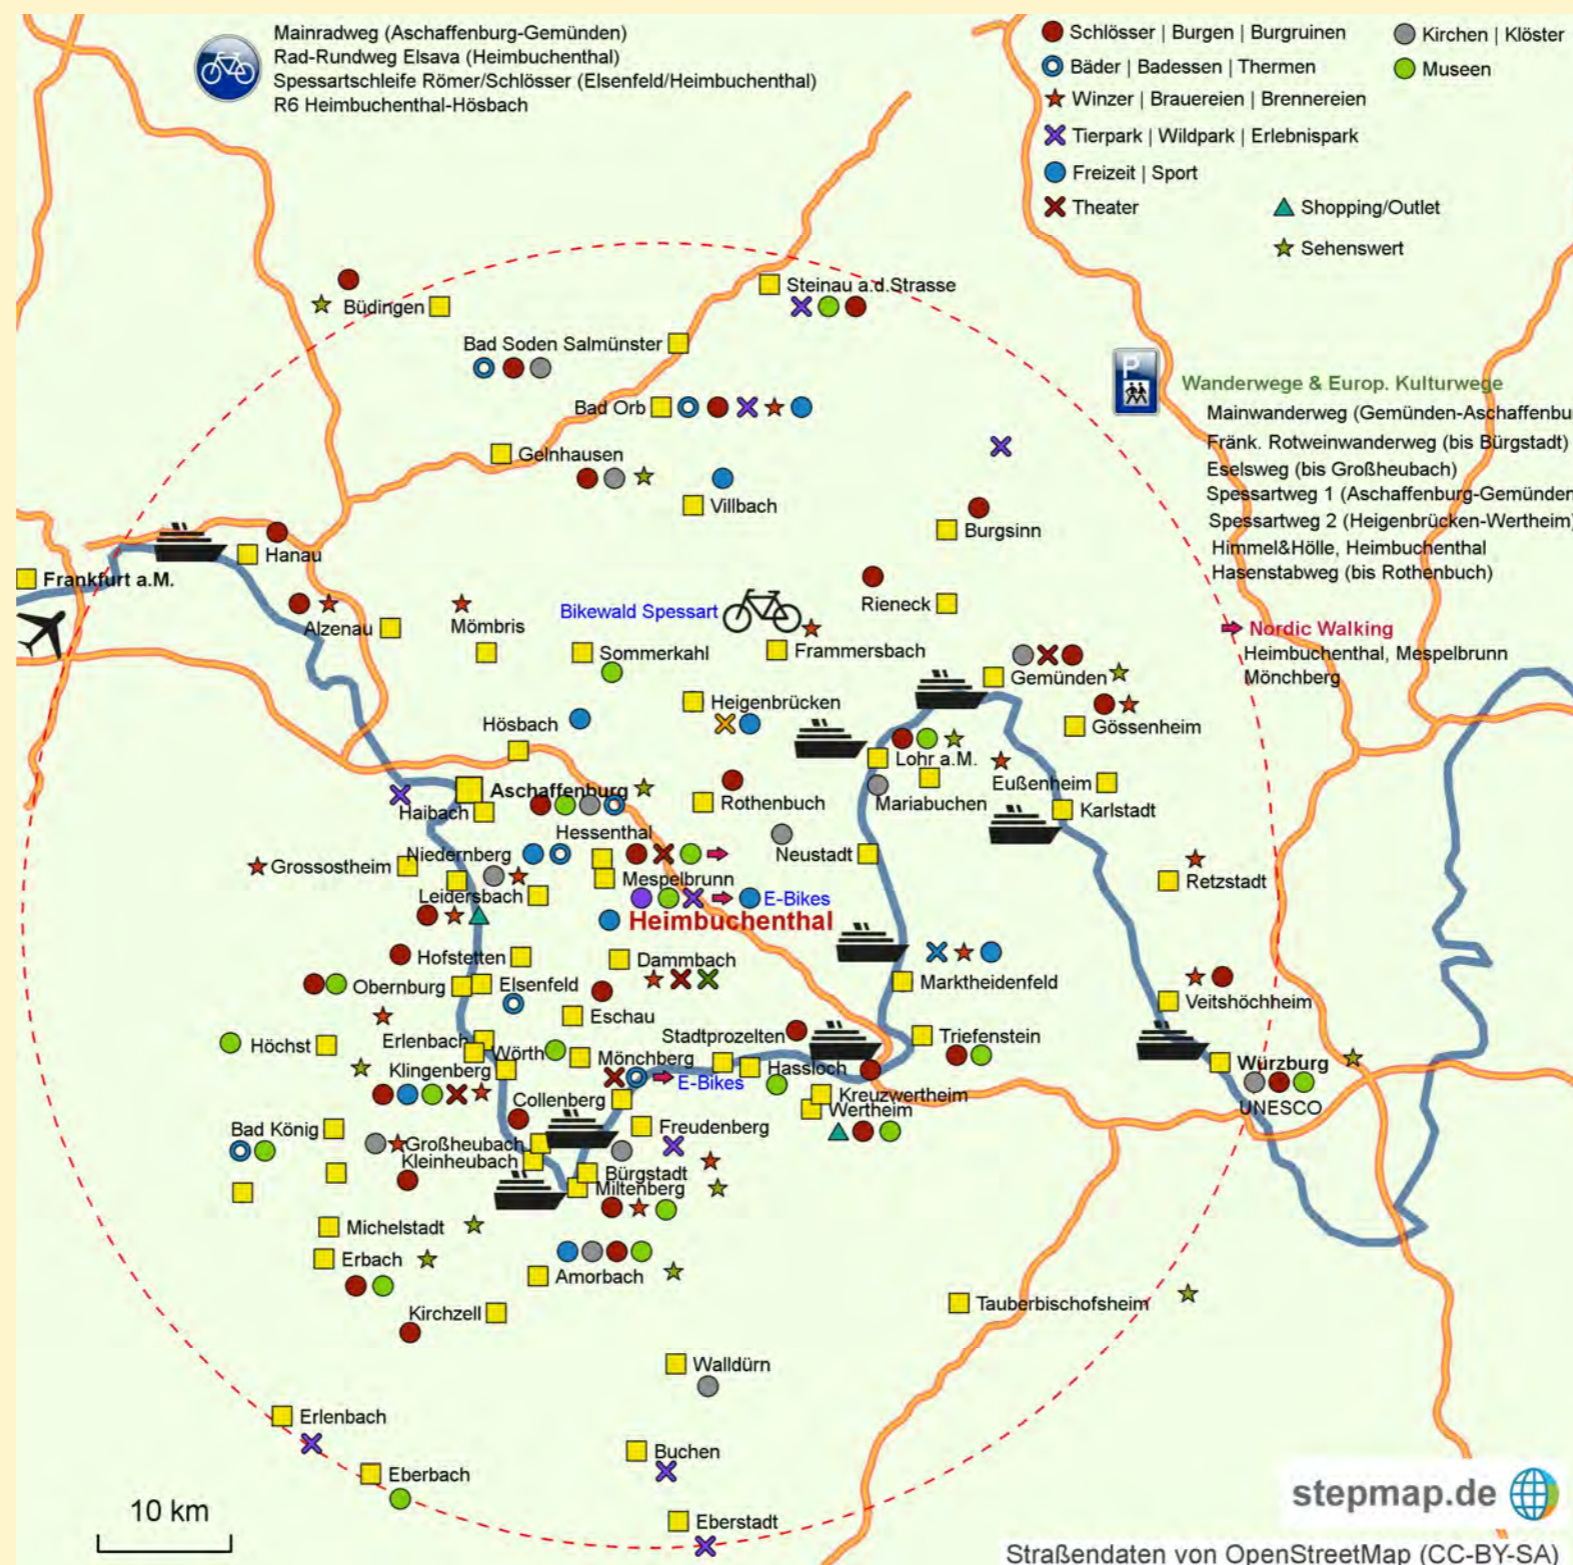 Mainradweg (Aschaffenburg-Gemünden)
Rad-Rundweg Elsava (Heimbuchenthal)
Spessartschleife Römer/Schlösser (Elsenfeld/Heimbuchenthal)
R6 Heimbuchenthal-Hösbach
Schlösser | Burgen | Burgruinen
Kirchen | Klöster
Bäder | Badessen | Thermen
Museen
Winzer | Brauereien | Brennereien
Tierpark | Wildpark | Erlebnispark
Freizeit | Sport
Theater
Shopping/Outlet
Sehenswert
P
Wanderwege & Europ. Kulturwege
Mainwanderweg (Gemünden-Aschaffenbu
Fränk. Rotweinwanderweg (bis Bürgstadt)
Eselsweg (bis Großheubach)
Spessartweg 1 (Aschaffenburg-Gemünden
Spessartweg 2 (Heigenbrücken-Wertheim)
Himmel&Hölle, Heimbuchenthal
Hasenstabweg (bis Rothenbuch)
Nordic Walking
Heimbuchenthal, Mespelbrunn
Mönchberg
Steinau a.d.Strasse
Büdingen
Bad Soden Salmünster
Bad Orb
Gelnhausen
Villbach
Burgsinn
Hanau
Frankfurt a.M.
Rieneck
Bikewald Spessart
Alzenau
Mömbris
Sommerkahl
Frammersbach
Gemünden
Heigenbrücken
Hösbach
Gössenheim
Lohr a.M.
Eußenheim
Aschaffenburg
Rothenbuch
Mariabuchen
Karlstadt
Haibach
Hessenthal
Niedernberg
Neustadt
Grossostheim
Mespelbrunn
Retzstadt
Leidersbach
E-Bikes
Heimbuchenthal
Hofstetten
Dammbach
Marktheidenfeld
Obernburg
Elsenfeld
Veitshöchheim
Eschau
Stadtprozelten
Triefenstein
Höchst
Erlenbach
Wörth
Mönchberg
Hassloch
Würzburg
Klingenberg
E-Bikes
Kreuzwertheim
Collenberg
Wertheim
UNESCO
Bad König
Freudenberg
Großheubach
Kleinheubach
Bürgstadt
Miltenberg
Michelstadt
Erbach
Amorbach
Kirchzell
Tauberbischofsheim
Walldürn
Erlenbach
Buchen
Eberbach
Eberstadt
10 km
stepmap.de
Straßendaten von OpenStreetMap (CC-BY-SA)